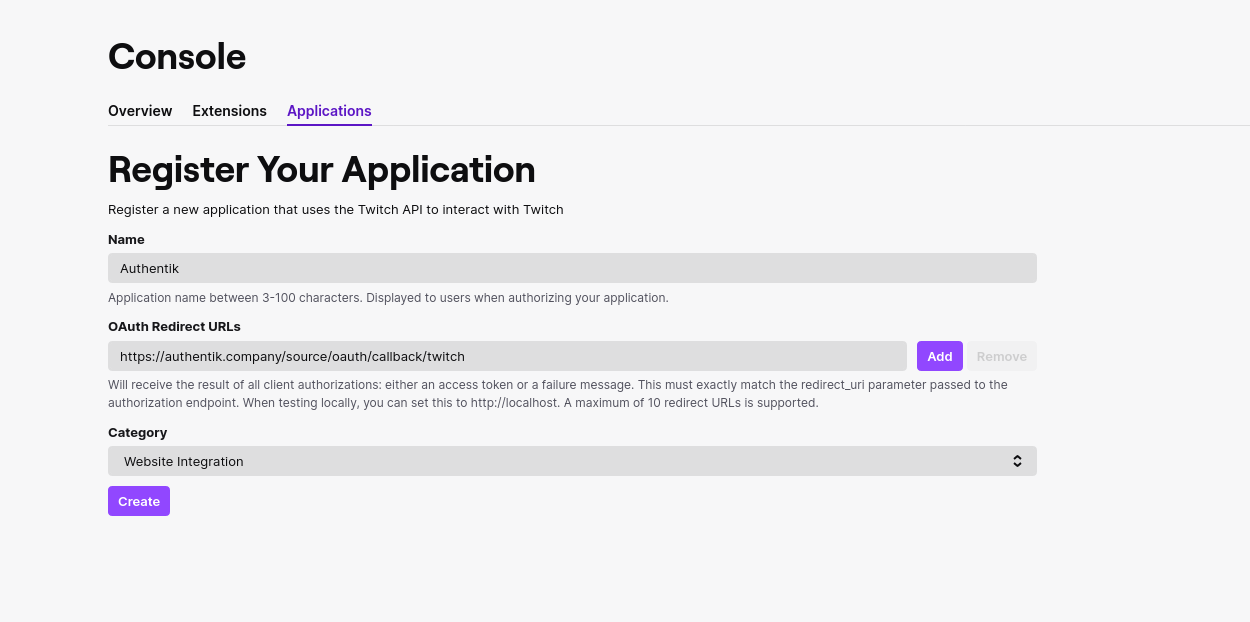 Console
Overview Extensions Applications
Register Your Application
Register a new application that uses the Twitch API to interact with Twitch
Name
Authentik
Application name between 3-100 characters. Displayed to users when authorizing your application.
OAuth Redirect URLs
https://authentik.company/source/oauth/callback/twitch Add Remove
Will receive the result of all client authorizations: either an access token or a failure message. This must exactly match the redirect_uri parameter passed to the
authorization endpoint. When testing locally, you can set this to http://localhost. A maximum of 10 redirect URLs is supported.
Category
Website Integration
Create